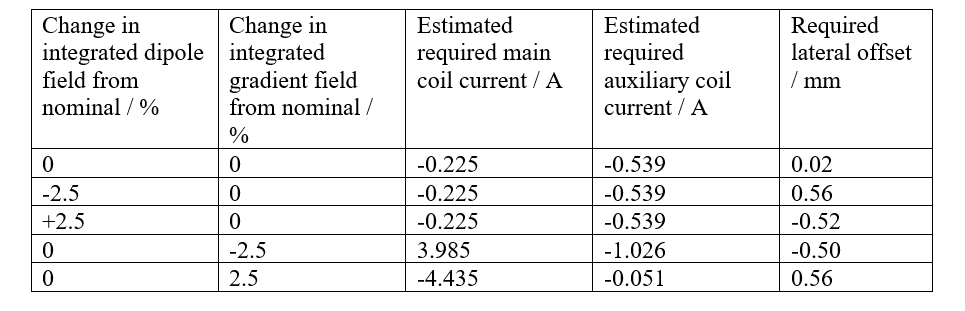 Change in integrated dipole field from nominal / % | Change in integrated gradient field from nominal / % | Estimated required main coil current / A | Estimated required auxiliary coil current / A | Required lateral offset / mm
0 | 0 | -0.225 | -0.539 | 0.02
-2.5 | 0 | -0.225 | -0.539 | 0.56
+2.5 | 0 | -0.225 | -0.539 | -0.52
0 | -2.5 | 3.985 | -1.026 | -0.50
0 | 2.5 | -4.435 | -0.051 | 0.56